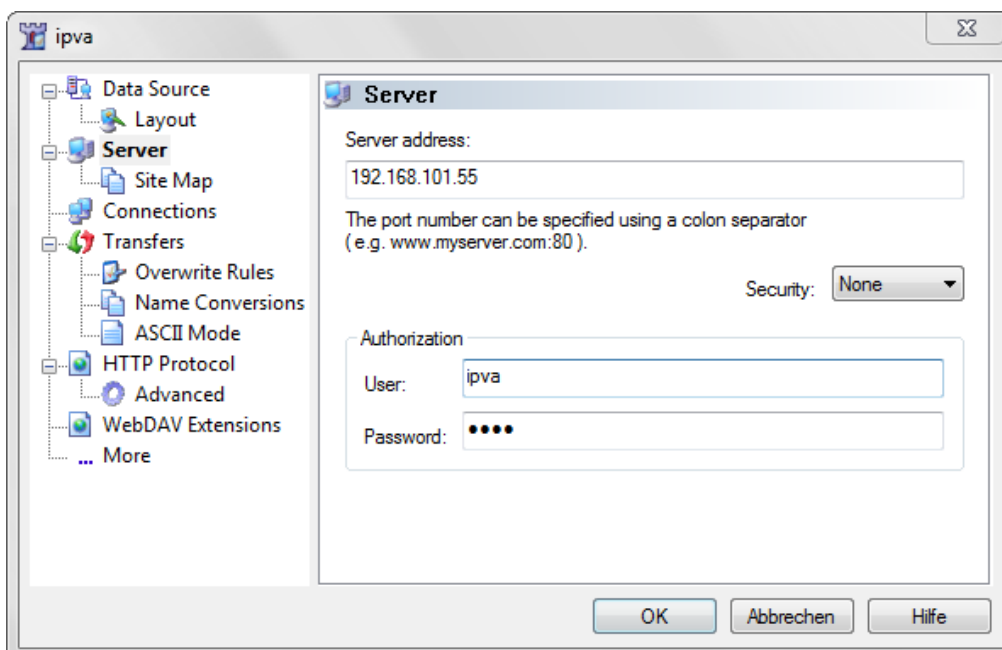 ipva
Data Source
Layout
Server
Site Map
Connections
Transfers
Overwrite Rules
Name Conversions
ASCII Mode
HTTP Protocol
Advanced
WebDAV Extensions
... More
Server
Server address:
192.168.101.55
The port number can be specified using a colon separator
( e.g. www.myserver.com:80 ).
Security: None
Authorization
User: ipva
Password: ●●●●
OK Abbrechen Hilfe